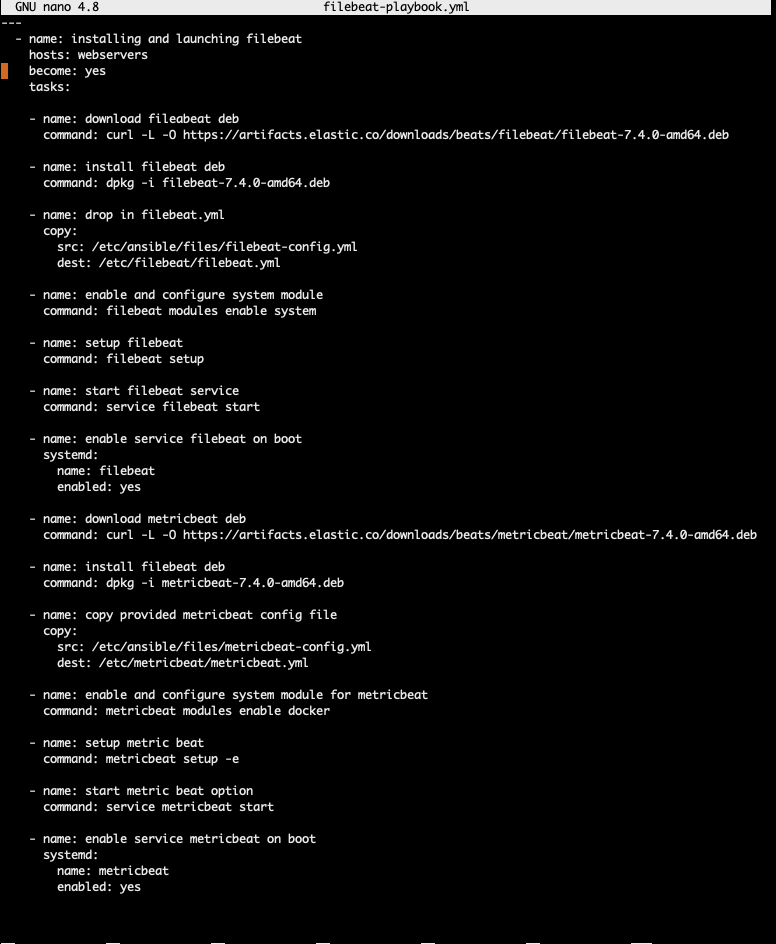 GNU nano 4.8 filebeat-playbook.yml
---
- name: installing and launching filebeat
hosts: webservers
become: yes
tasks:
- name: download fileabeat deb
command: curl -L -O https://artifacts.elastic.co/downloads/beats/filebeat/filebeat-7.4.0-amd64.deb
- name: install filebeat deb
command: dpkg -i filebeat-7.4.0-amd64.deb
- name: drop in filebeat.yml
copy:
src: /etc/ansible/files/filebeat-config.yml
dest: /etc/filebeat/filebeat.yml
- name: enable and configure system module
command: filebeat modules enable system
- name: setup filebeat
command: filebeat setup
- name: start filebeat service
command: service filebeat start
- name: enable service filebeat on boot
systemd:
name: filebeat
enabled: yes
- name: download metricbeat deb
command: curl -L -O https://artifacts.elastic.co/downloads/beats/metricbeat/metricbeat-7.4.0-amd64.deb
- name: install filebeat deb
command: dpkg -i metricbeat-7.4.0-amd64.deb
- name: copy provided metricbeat config file
copy:
src: /etc/ansible/files/metricbeat-config.yml
dest: /etc/metricbeat/metricbeat.yml
- name: enable and configure system module for metricbeat
command: metricbeat modules enable docker
- name: setup metric beat
command: metricbeat setup -e
- name: start metric beat option
command: service metricbeat start
- name: enable service metricbeat on boot
systemd:
name: metricbeat
enabled: yes